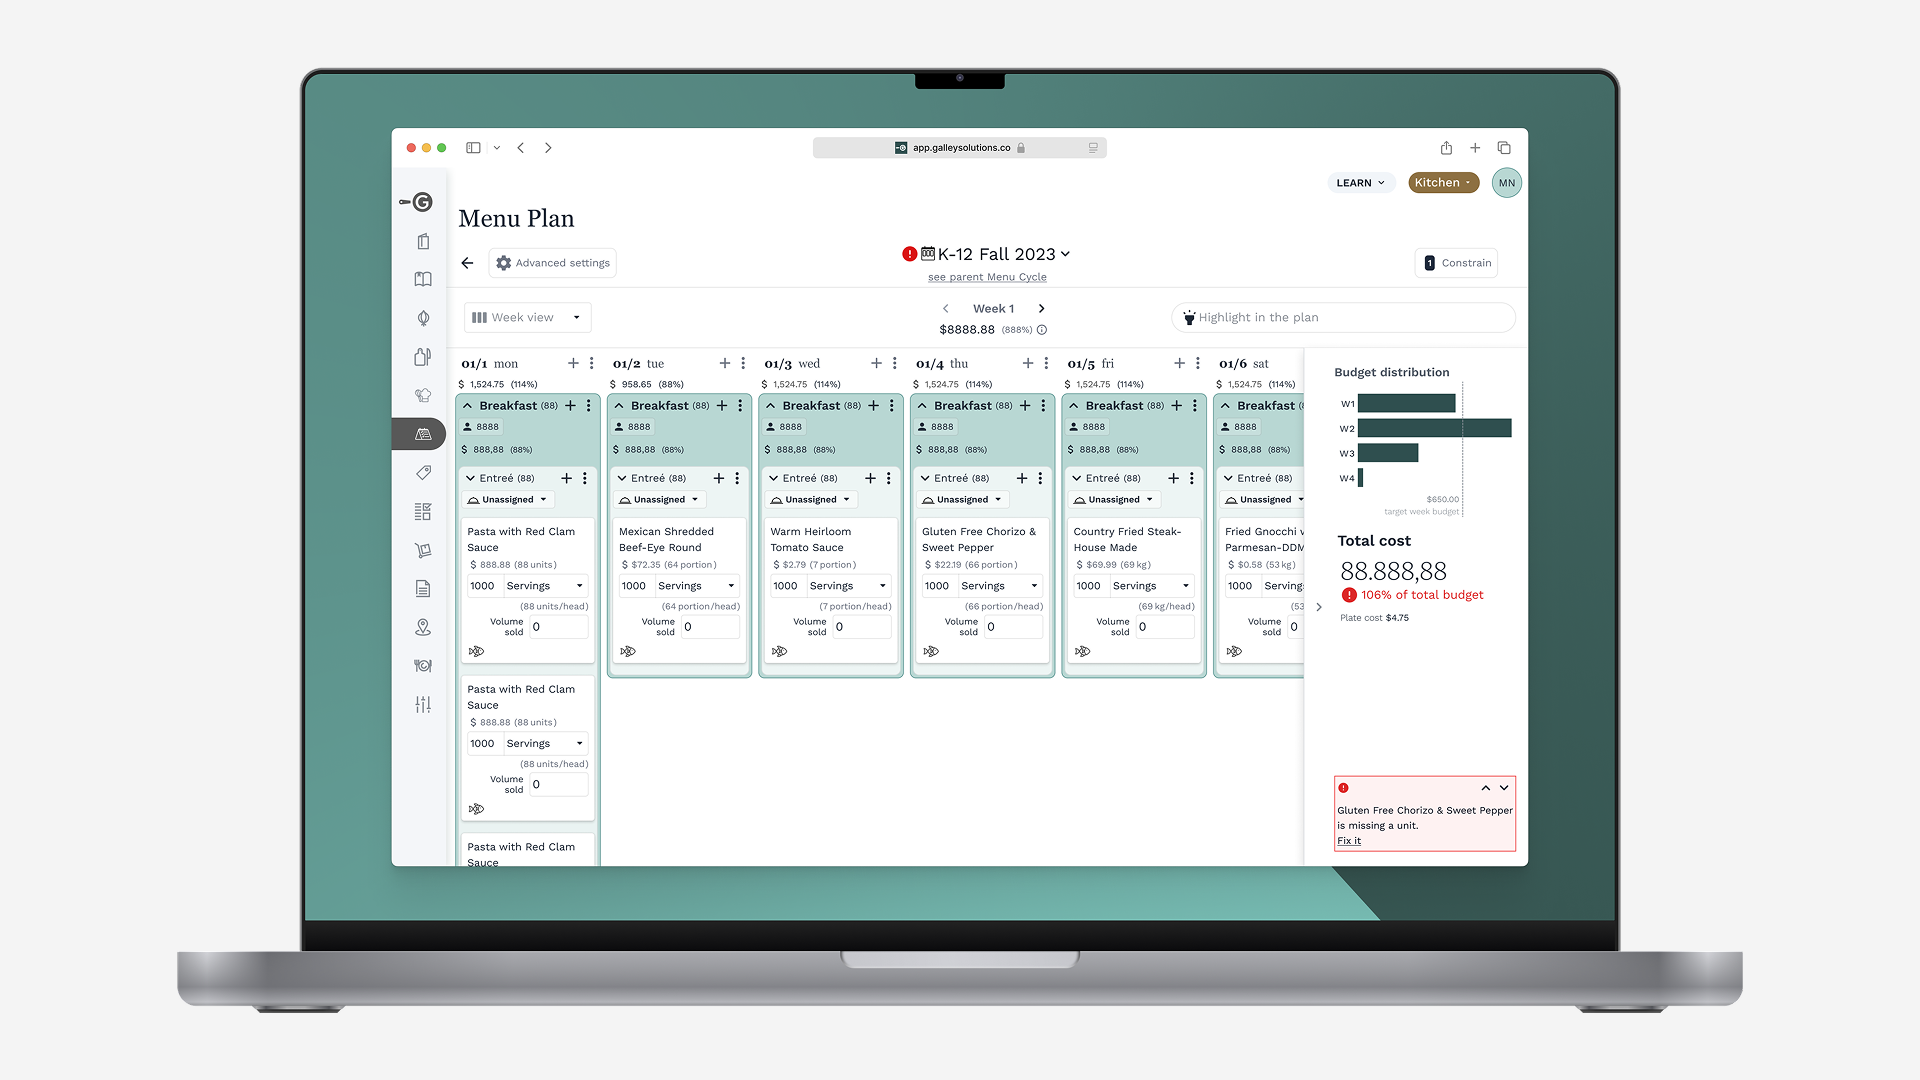 app.galleysolutions.co
LEARN
Kitchen
MN
G
Menu Plan
Advanced settings
K-12 Fall 2023
see parent Menu Cycle
1 Constrain
Week view
Week 1
$8888.88 (888%)
Highlight in the plan
01/1 mon
$ 1,524.75 (114%)
Breakfast (88)
8888
$ 888,88 (88%)
Entreé (88)
Unassigned
Pasta with Red Clam
Sauce
$ 888.88 (88 units)
1000 Servings
(88 units/head)
Volume
sold
0
Pasta with Red Clam
Sauce
$ 888.88 (88 units)
1000 Servings
(88 units/head)
Volume
sold
0
Pasta with Red Clam
Sauce
01/2 tue
$ 958.65 (88%)
Breakfast (88)
8888
$ 888,88 (88%)
Entreé (88)
Unassigned
Mexican Shredded
Beef-Eye Round
$ $72.35 (64 portion)
1000 Servings
(64 portion/head)
Volume
sold
0
01/3 wed
$ 1,524.75 (114%)
Breakfast (88)
8888
$ 888,88 (88%)
Entreé (88)
Unassigned
Warm Heirloom
Tomato Sauce
$ $2.79 (7 portion)
1000 Servings
(7 portion/head)
Volume
sold
0
01/4 thu
$ 1,524.75 (114%)
Breakfast (88)
8888
$ 888,88 (88%)
Entreé (88)
Unassigned
Gluten Free Chorizo &
Sweet Pepper
$ $22.19 (66 portion)
1000 Servings
(66 portion/head)
Volume
sold
0
01/5 fri
$ 1,524.75 (114%)
Breakfast (88)
8888
$ 888,88 (88%)
Entreé (88)
Unassigned
Country Fried Steak-
House Made
$ $69.99 (69 kg)
1000 Servings
(69 kg/head)
Volume
sold
0
01/6 sat
$ 1,524.75 (114%)
Breakfast (8
8888
$ 888,88 (88%)
Entreé (88)
Unassigned
Fried Gnocchi
Parmesan-DDM
$ $0.58 (53 kg)
1000 Servings
(53
Volume
sold
0
Budget distribution
W1
W2
W3
W4
$650.00
target week budget
Total cost
88.888,88
106% of total budget
Plate cost $4.75
Gluten Free Chorizo & Sweet Pepper
is missing a unit.
Fix it